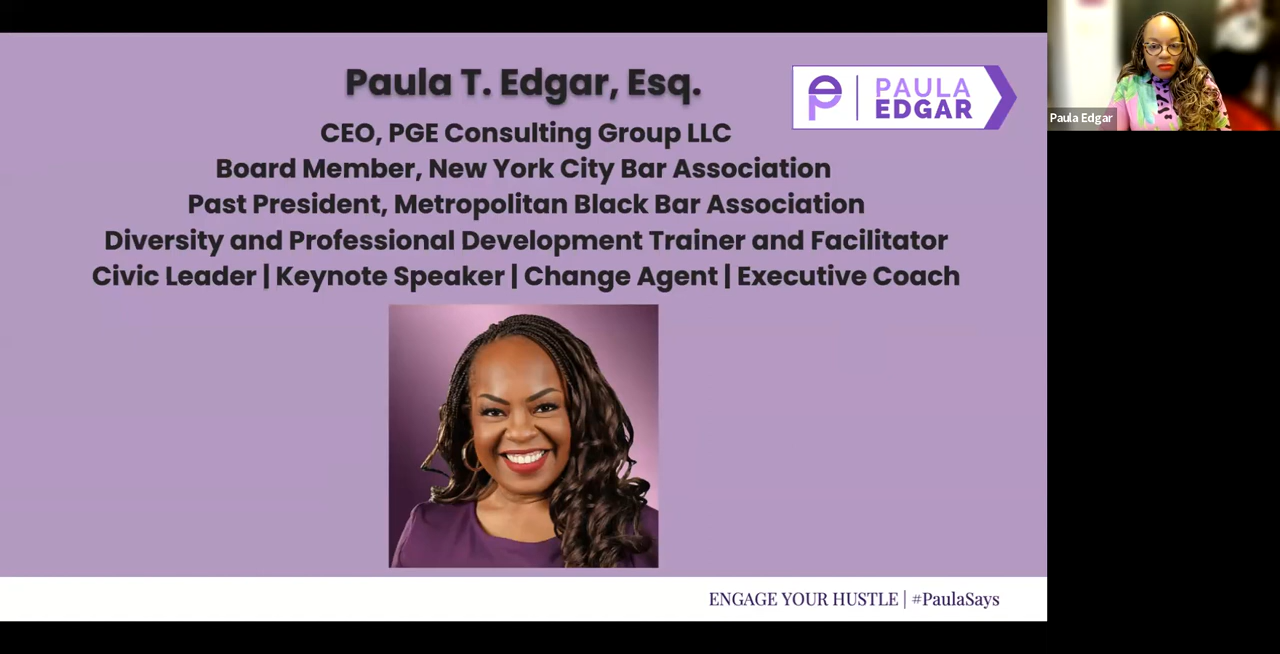 Paula T. Edgar, Esq.
CEO, PGE Consulting Group LLC
Board Member, New York City Bar Association
Past President, Metropolitan Black Bar Association
Diversity and Professional Development Trainer and Facilitator
Civic Leader | Keynote Speaker | Change Agent | Executive Coach
ep
PAULA
EDGAR
Paula Edgar
ENGAGE YOUR HUSTLE | #PaulaSays